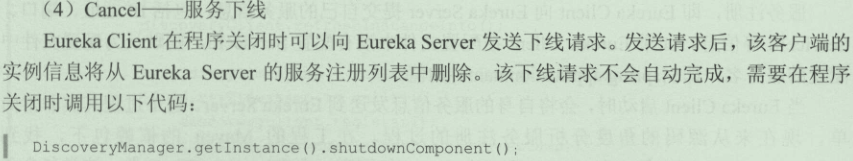 （4）Cancel——服务下线
Eureka Client 在程序关闭时可以向 Eureka Server 发送下线请求。发送请求后，该客户端的
实例信息将从 Eureka Server 的服务注册列表中删除。该下线请求不会自动完成，需要在程序
关闭时调用以下代码：
DiscoveryManager.getInstance().shutdownComponent();